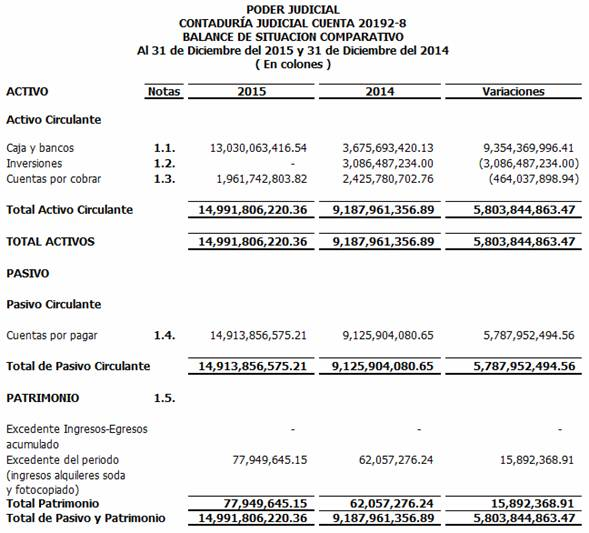 PODER JUDICIAL
CONTADURÍA JUDICIAL CUENTA 20192-8
BALANCE DE SITUACION COMPARATIVO
Al 31 de Diciembre del 2015 y 31 de Diciembre del 2014
( En colones )
ACTIVO Notas 2015 2014 Variaciones
Activo Circulante
Caja y bancos 1.1. 13,030,063,416.54 3,675,693,420.13 9,354,369,996.41
Inversiones 1.2. - 3,086,487,234.00 (3,086,487,234.00)
Cuentas por cobrar 1.3. 1,961,742,803.82 2,425,780,702.76 (464,037,898.94)
Total Activo Circulante 14,991,806,220.36 9,187,961,356.89 5,803,844,863.47
TOTAL ACTIVOS 14,991,806,220.36 9,187,961,356.89 5,803,844,863.47
PASIVO
Pasivo Circulante
Cuentas por pagar 1.4. 14,913,856,575.21 9,125,904,080.65 5,787,952,494.56
Total de Pasivo Circulante 14,913,856,575.21 9,125,904,080.65 5,787,952,494.56
PATRIMONIO 1.5.
Excedente Ingresos-Egresos - - -
acumulado
Excedente del periodo 77,949,645.15 62,057,276.24 15,892,368.91
(ingresos alquileres soda
y fotocopiado)
Total Patrimonio 77,949,645.15 62,057,276.24 15,892,368.91
Total de Pasivo y Patrimonio 14,991,806,220.36 9,187,961,356.89 5,803,844,863.47